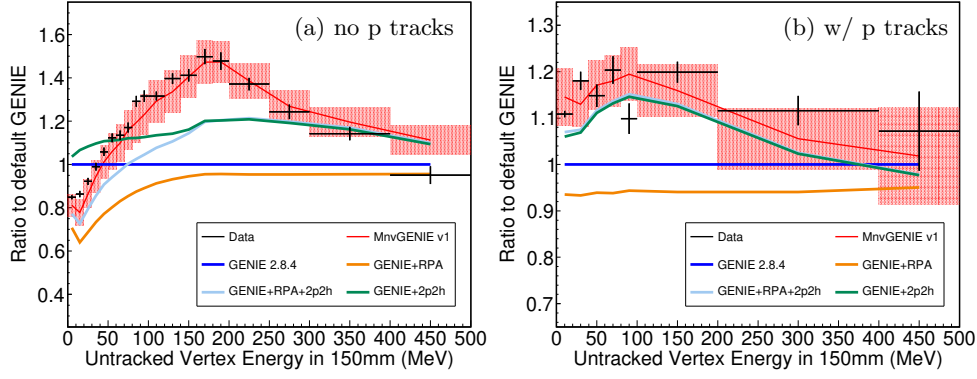 (a) no p tracks
Ratio to default GENIE
1.6
1.4
1.2
1
0.8
0.6
0.4
Data
MnvGENIE v1
GENIE 2.8.4
GENIE+RPA
GENIE+RPA+2p2h
GENIE+2p2h
0 50 100 150 200 250 300 350 400 450 500
Untracked Vertex Energy in 150mm (MeV)
(b) w/ p tracks
Ratio to default GENIE
1.3
1.2
1.1
1
0.9
0.8
0.7
Data
MnvGENIE v1
GENIE 2.8.4
GENIE+RPA
GENIE+RPA+2p2h
GENIE+2p2h
0 50 100 150 200 250 300 350 400 450 500
Untracked Vertex Energy in 150mm (MeV)